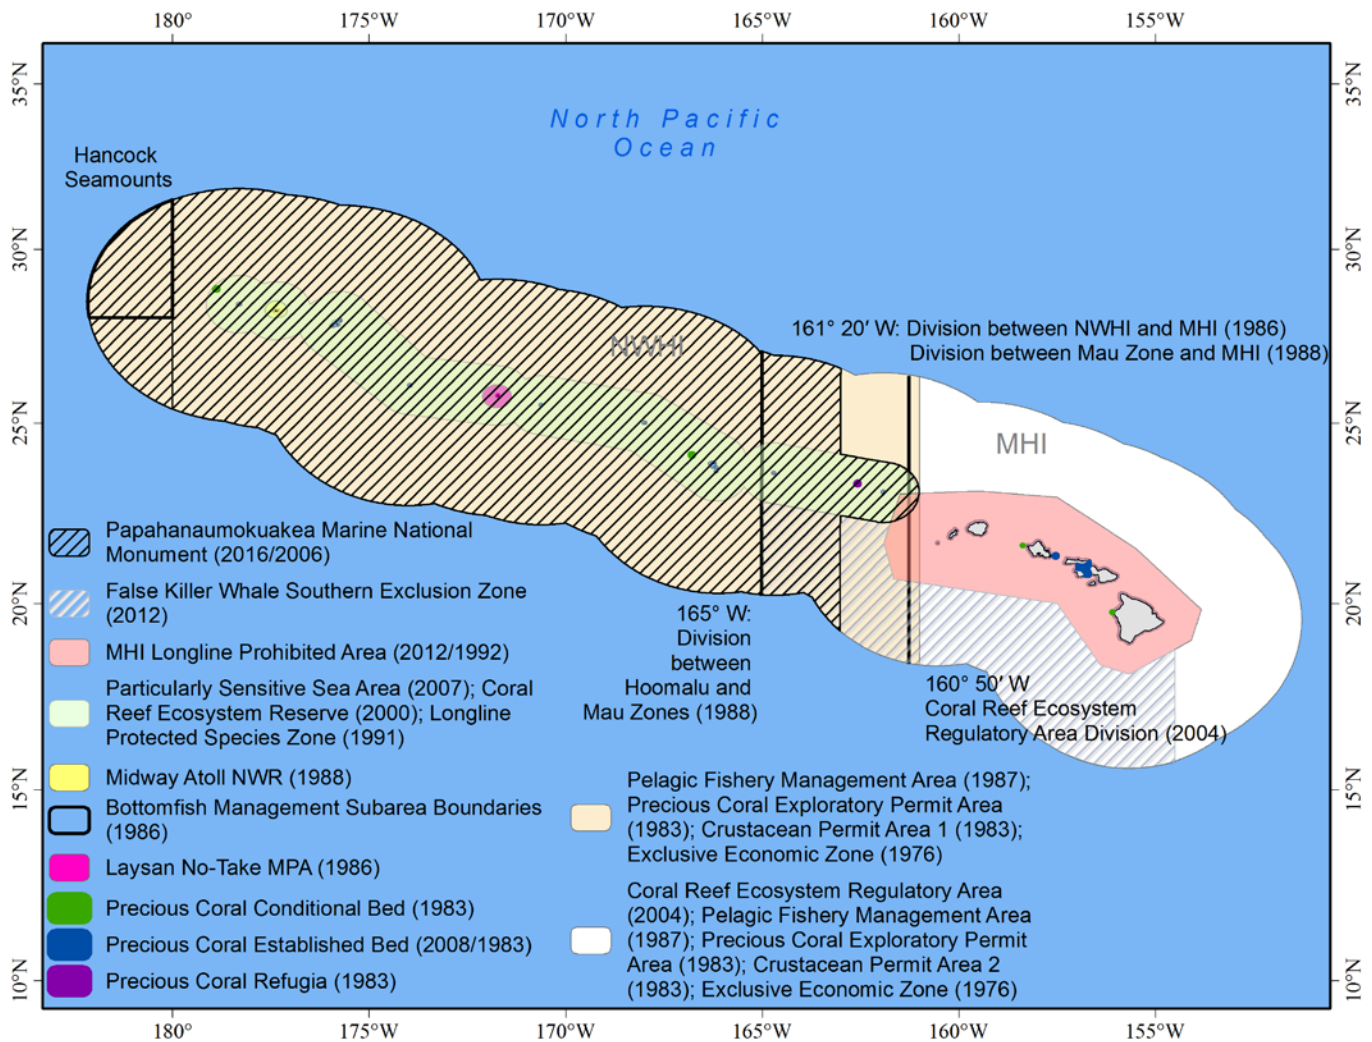 180° 175°W 170°W 165°W 160°W 155°W
35°N 35°N
North Pacific
Ocean
Hancock
Seamounts
30°N 30°N
161° 20′ W: Division between NWHI and MHI (1986)
Division between Mau Zone and MHI (1988)
NWHI
MHI
25°N 25°N
Papahanaumokuakea Marine National
Monument (2016/2006)
False Killer Whale Southern Exclusion Zone
(2012)
20°N 20°N
MHI Longline Prohibited Area (2012/1992)
Particularly Sensitive Sea Area (2007); Coral
Reef Ecosystem Reserve (2000); Longline
Protected Species Zone (1991)
165° W:
Division
between
Hoomalu and
Mau Zones (1988)
160° 50′ W
Coral Reef Ecosystem
Regulatory Area Division (2004)
15°N 15°N
Midway Atoll NWR (1988)
Bottomfish Management Subarea Boundaries
(1986)
Laysan No-Take MPA (1986)
Precious Coral Conditional Bed (1983)
Precious Coral Established Bed (2008/1983)
Precious Coral Refugia (1983)
Pelagic Fishery Management Area (1987);
Precious Coral Exploratory Permit Area
(1983); Crustacean Permit Area 1 (1983);
Exclusive Economic Zone (1976)
Coral Reef Ecosystem Regulatory Area
(2004); Pelagic Fishery Management Area
(1987); Precious Coral Exploratory Permit
Area (1983); Crustacean Permit Area 2
(1983); Exclusive Economic Zone (1976)
10°N 10°N
180° 175°W 170°W 165°W 160°W 155°W